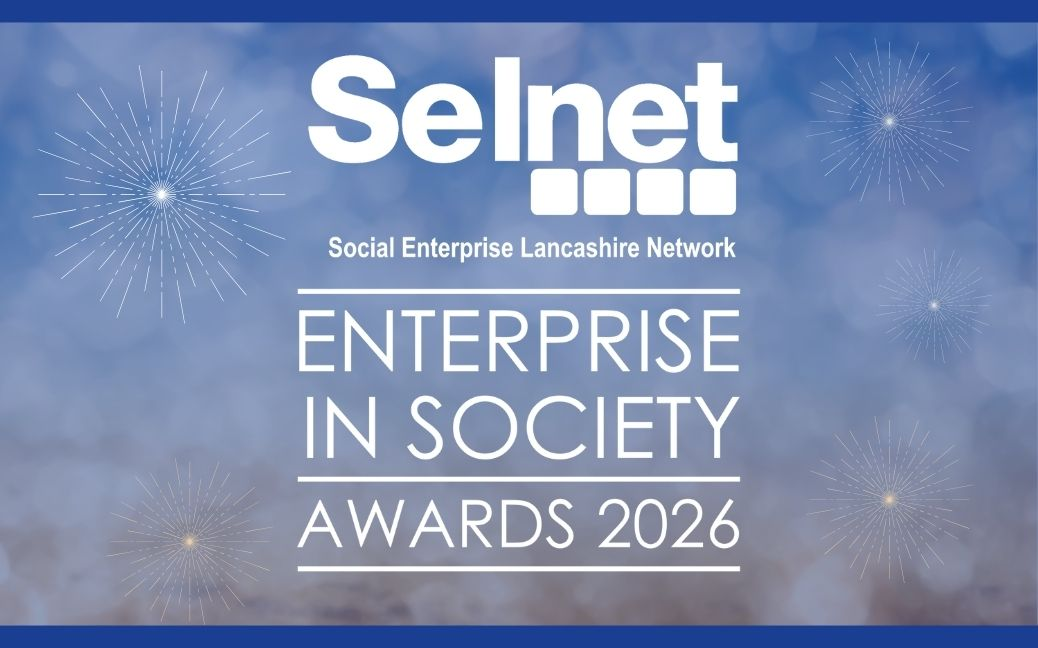 Selnet
Social Enterprise Lancashire Network
ENTERPRISE
IN SOCIETY
AWARDS 2026